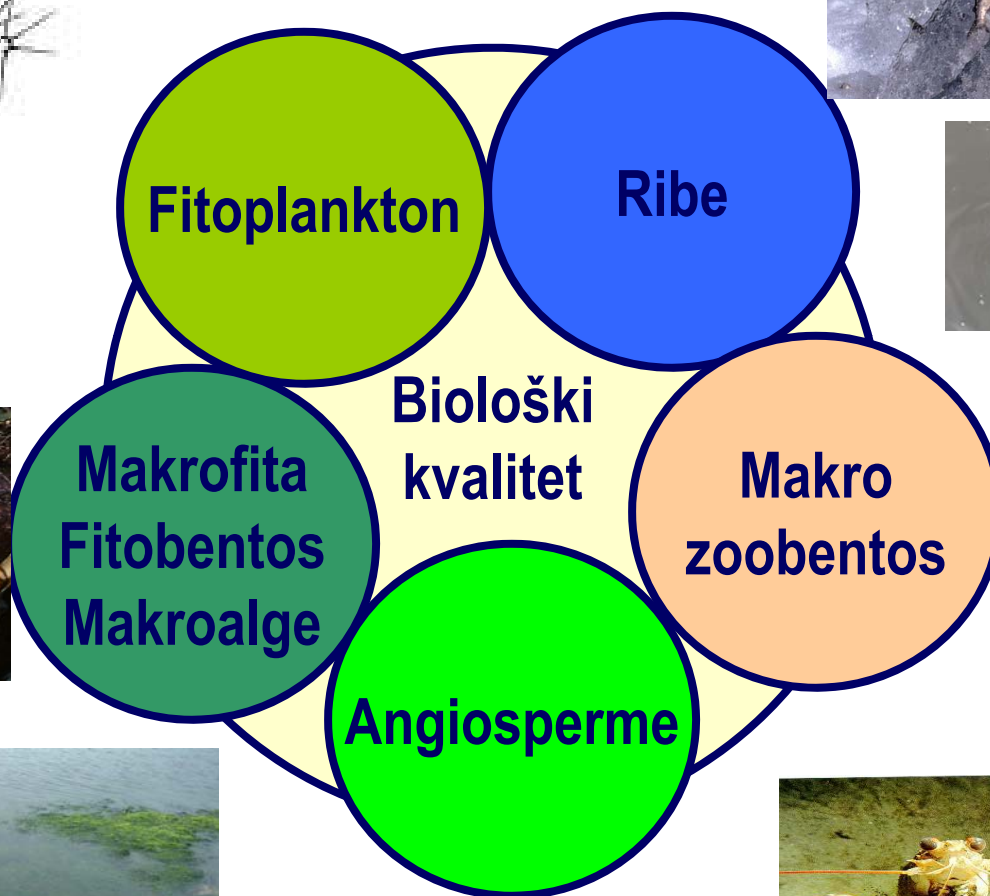 Fitoplankton
Ribe
Biološki
kvalitet
Makrofita
Fitobentos
Makroalge
Makro
zoobentos
Angiosperme